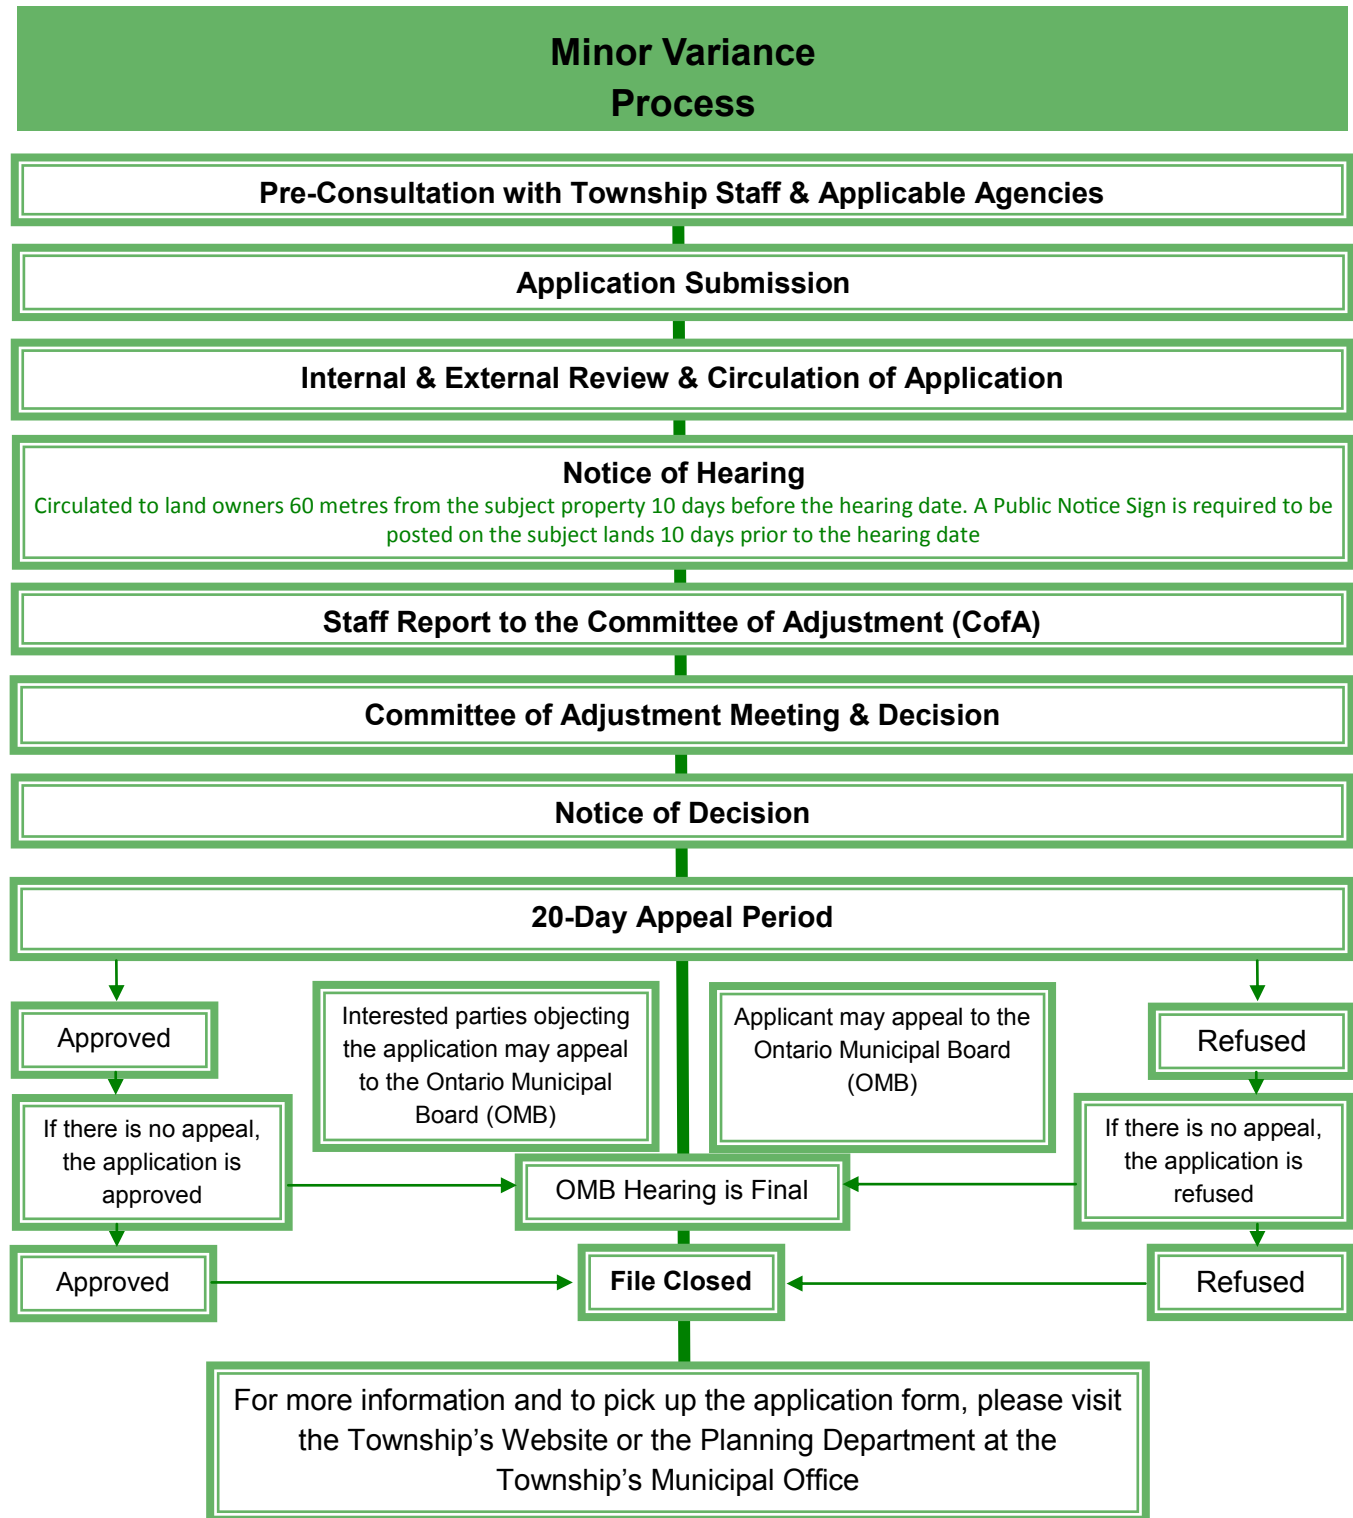 Minor Variance
Process
Pre-Consultation with Township Staff & Applicable Agencies
Application Submission
Internal & External Review & Circulation of Application
Notice of Hearing
Circulated to land owners 60 metres from the subject property 10 days before the hearing date. A Public Notice Sign is required to be
posted on the subject lands 10 days prior to the hearing date
Staff Report to the Committee of Adjustment (CofA)
Committee of Adjustment Meeting & Decision
Notice of Decision
20-Day Appeal Period
Approved
Interested parties objecting
the application may appeal
to the Ontario Municipal
Board (OMB)
Applicant may appeal to the
Ontario Municipal Board
(OMB)
Refused
If there is no appeal,
the application is
approved
OMB Hearing is Final
If there is no appeal,
the application is
refused
Approved
File Closed
Refused
For more information and to pick up the application form, please visit
the Township’s Website or the Planning Department at the
Township’s Municipal Office